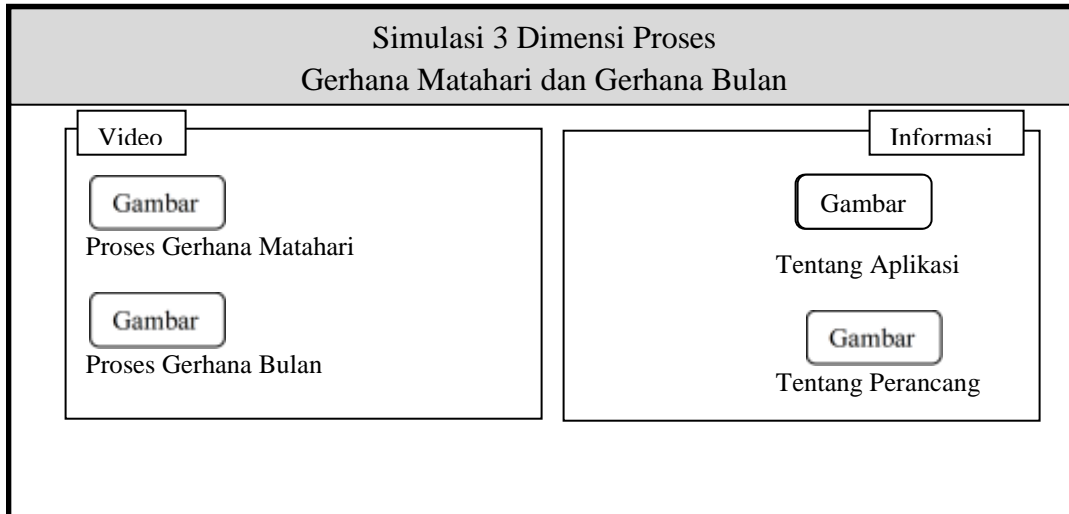 Simulasi 3 Dimensi Proses
Gerhana Matahari dan Gerhana Bulan
Video
Gambar
Proses Gerhana Matahari
Gambar
Proses Gerhana Bulan
Informasi
Gambar
Tentang Aplikasi
Gambar
Tentang Perancang